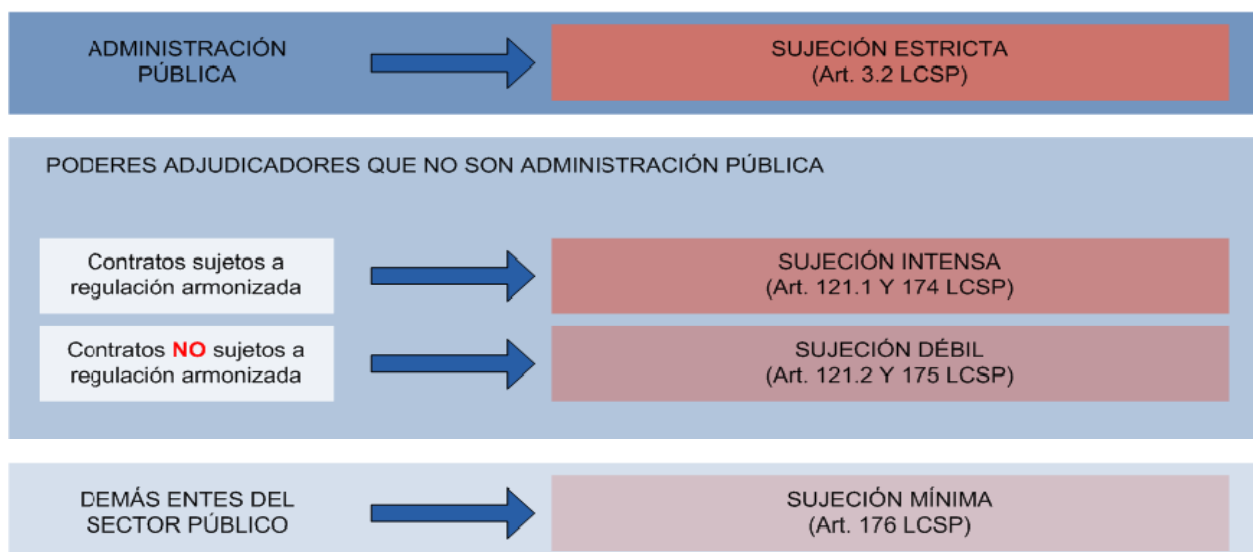 ADMINISTRACIÓN
PÚBLICA
SUJECIÓN ESTRICTA
(Art. 3.2 LCSP)
PODERES ADJUDICADORES QUE NO SON ADMINISTRACIÓN PÚBLICA
Contratos sujetos a
regulación armonizada
SUJECIÓN INTENSA
(Art. 121.1 Y 174 LCSP)
Contratos NO sujetos a
regulación armonizada
SUJECIÓN DÉBIL
(Art. 121.2 Y 175 LCSP)
DEMÁS ENTES DEL
SECTOR PÚBLICO
SUJECIÓN MÍNIMA
(Art. 176 LCSP)